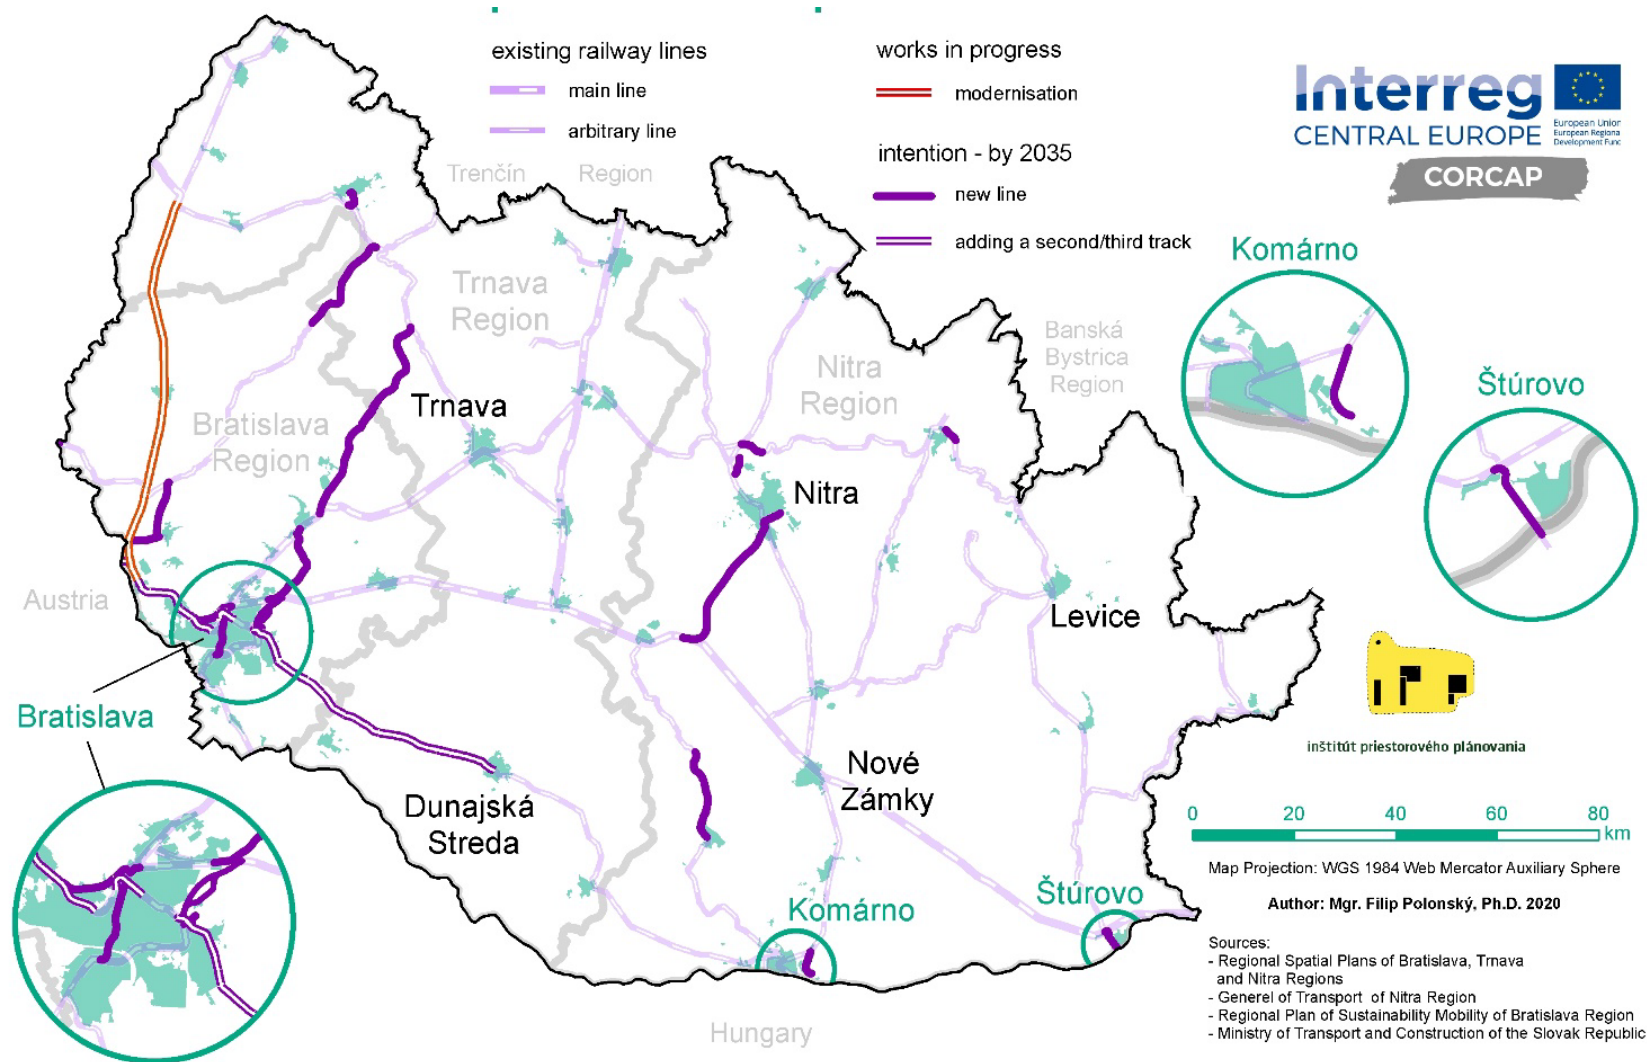 existing railway lines
main line
arbitrary line
works in progress
modernisation
intention - by 2035
new line
adding a second/third track
Interreg
CENTRAL EUROPE
European Union
European Regiona
Development Func
CORCAP
Trenčín Region
Trnava
Region
Bratislava
Region
Nitra
Region
Banská
Bystrica
Region
Austria
Hungary
Trnava
Nitra
Levice
Bratislava
Dunajská
Streda
Nové
Zámky
Komárno
Štúrovo
Komárno
Štúrovo
inštitút priestorového plánovania
0 20 40 60 80
km
Map Projection: WGS 1984 Web Mercator Auxiliary Sphere
Author: Mgr. Filip Polonský, Ph.D. 2020
Sources:
- Regional Spatial Plans of Bratislava, Trnava
and Nitra Regions
- Generel of Transport of Nitra Region
- Regional Plan of Sustainability Mobility of Bratislava Region
- Ministry of Transport and Construction of the Slovak Republic